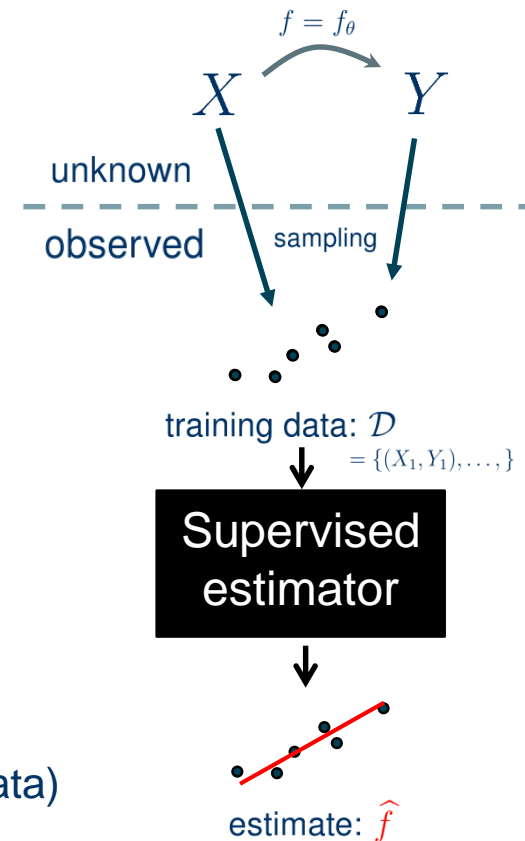 f = f_θ
X Y
unknown
observed
sampling
training data: 𝒟
= {(X₁, Y₁), . . . , }
Supervised
estimator
ata)
estimate: f̂